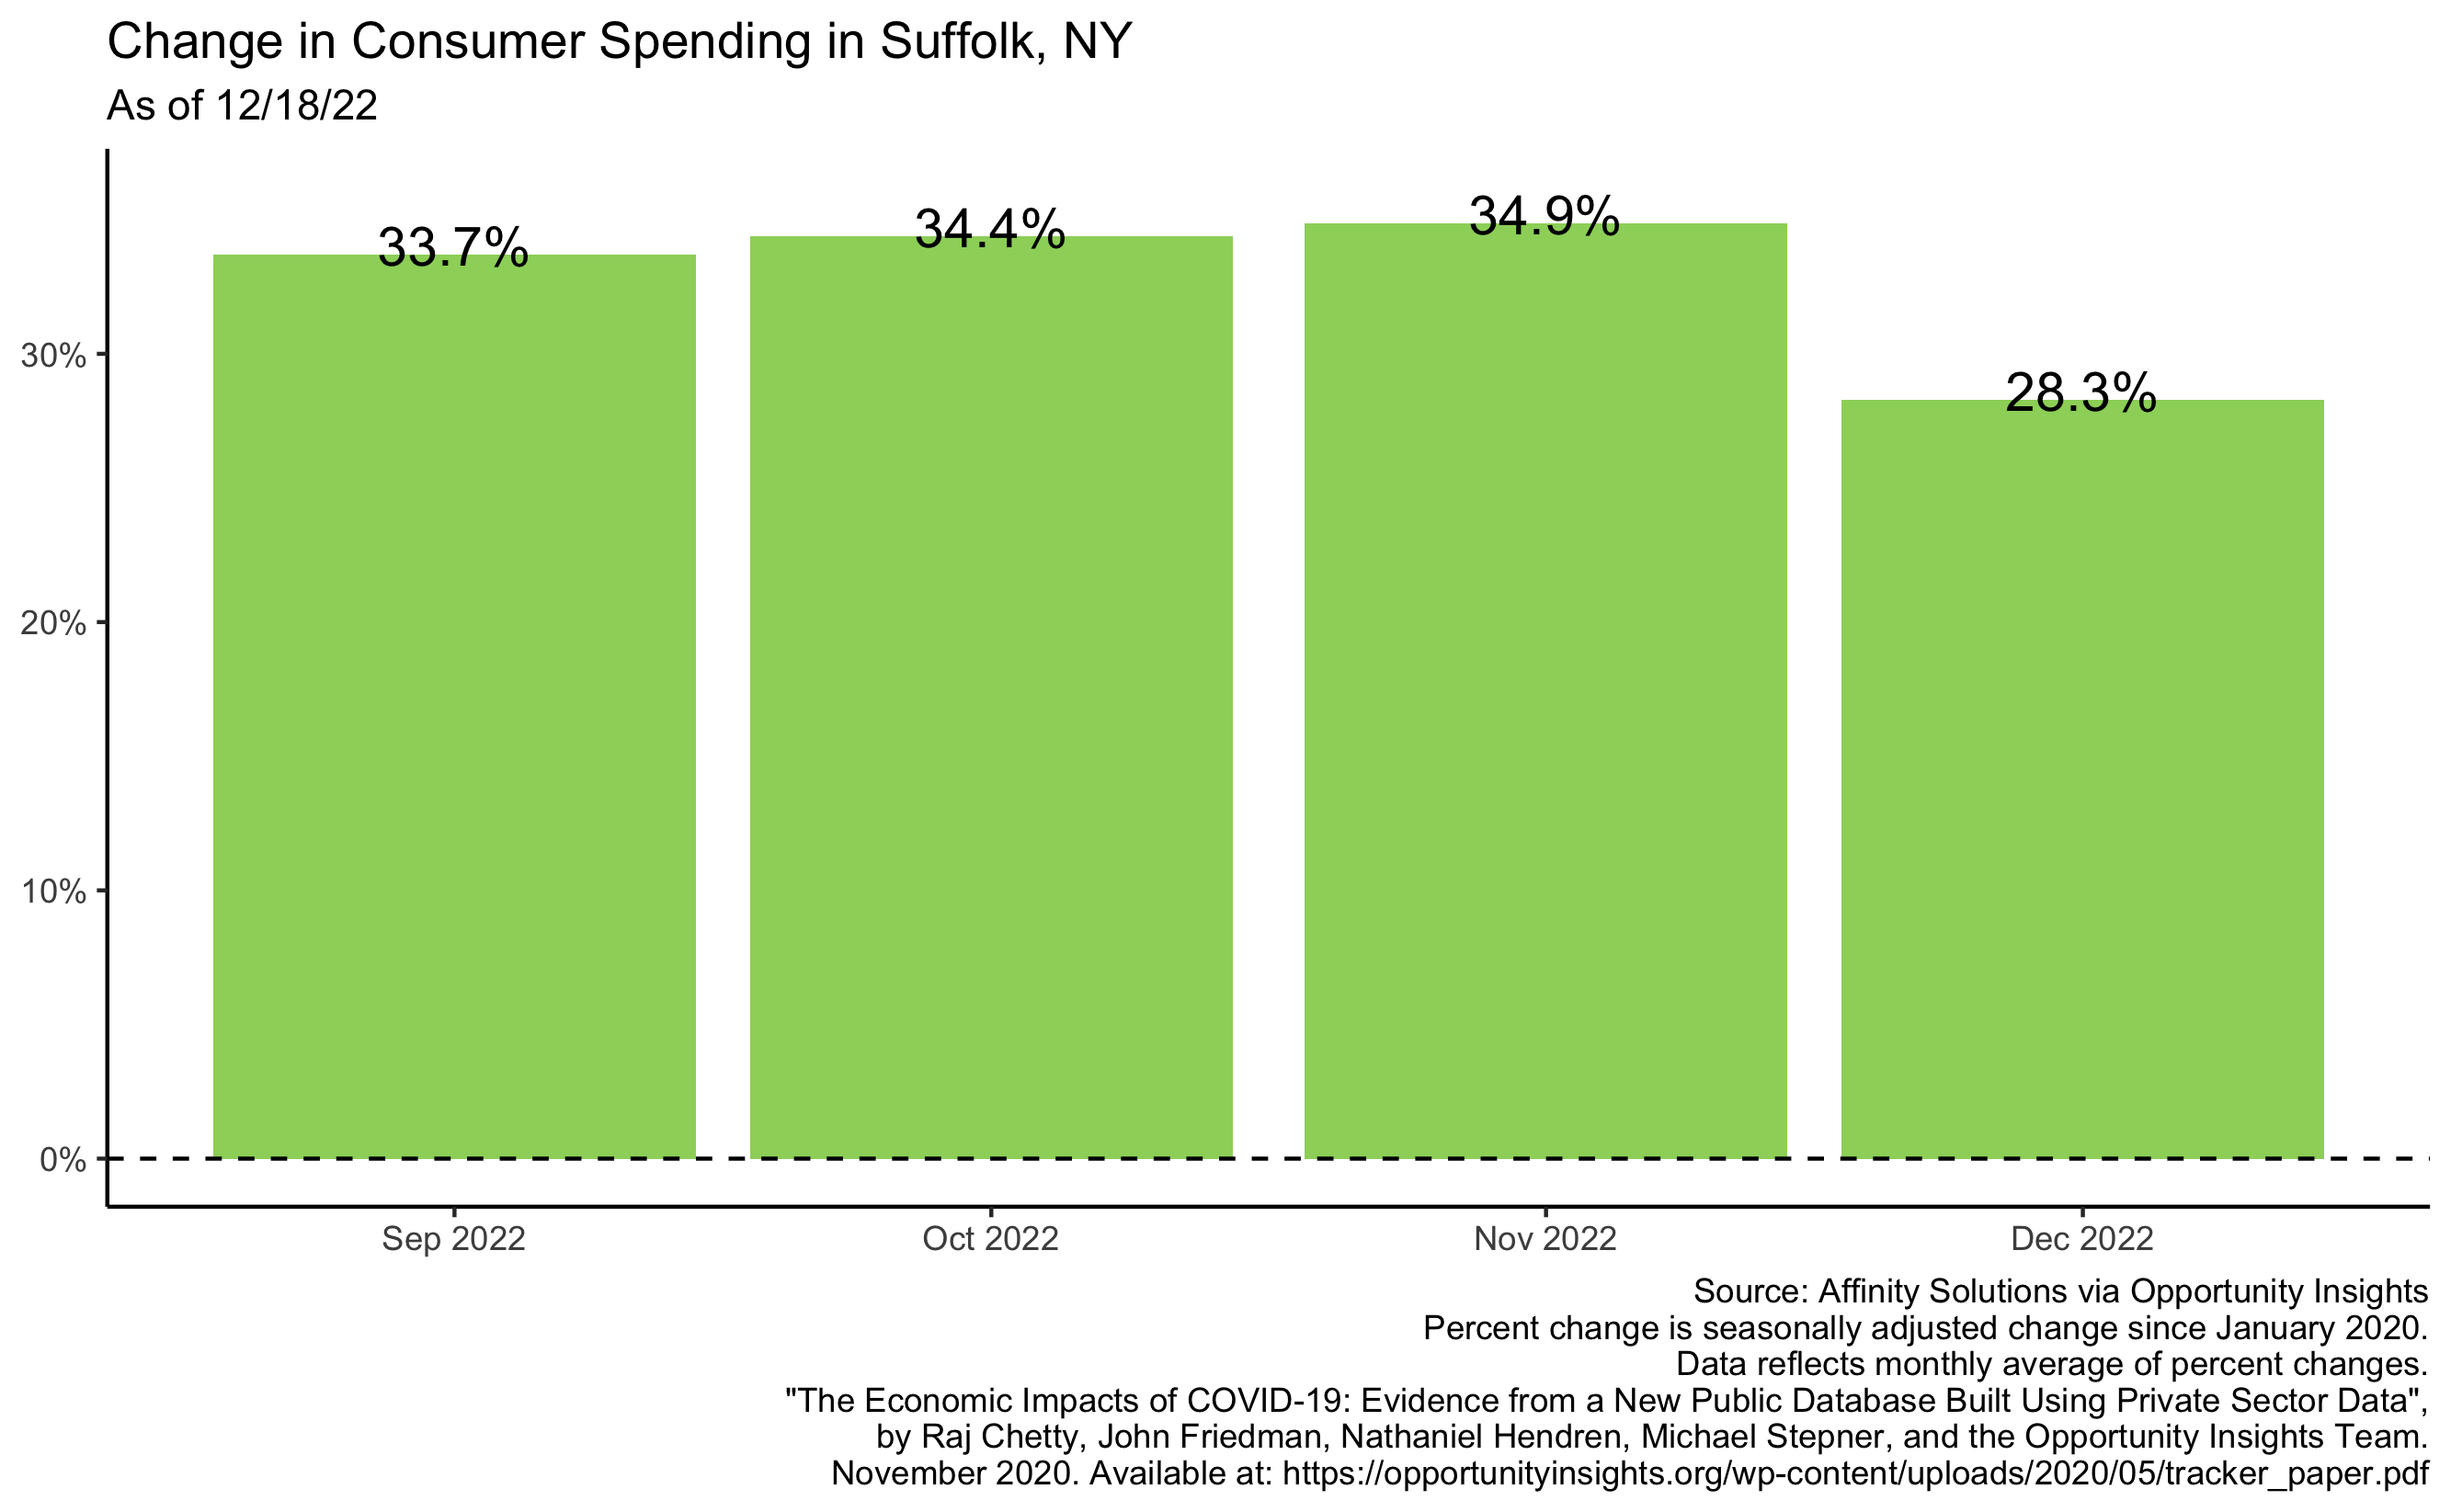 Change in Consumer Spending in Suffolk, NY
As of 12/18/22
33.7%
34.4%
34.9%
28.3%
30%
20%
10%
0%
Sep 2022
Oct 2022
Nov 2022
Dec 2022
Source: Affinity Solutions via Opportunity Insights
Percent change is seasonally adjusted change since January 2020.
Data reflects monthly average of percent changes.
"The Economic Impacts of COVID-19: Evidence from a New Public Database Built Using Private Sector Data",
by Raj Chetty, John Friedman, Nathaniel Hendren, Michael Stepner, and the Opportunity Insights Team.
November 2020. Available at: https://opportunityinsights.org/wp-content/uploads/2020/05/tracker_paper.pdf